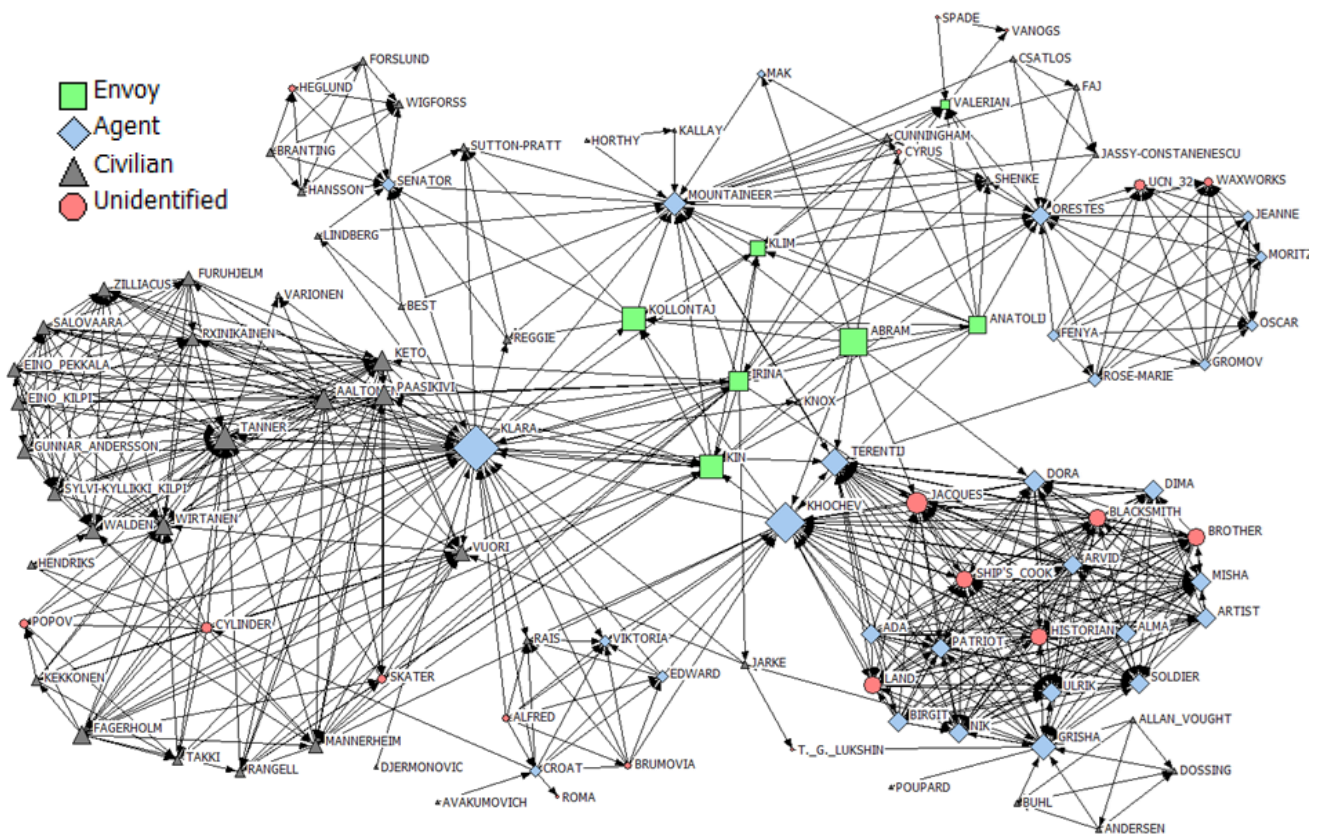 SPADE
VANOGS
FORSLUND
CSATLOS
MAK
FAJ
Envoy
HEGLUND
WIGFORSS
VALERIAN
Agent
HORTHY
KALLAY
CUNNINGHAM
CYRUS
Civilian
BRANTING
SUTTON-PRATT
JASSY-CONSTANENESCU
HANSSON
SENATOR
SHENKE
UCN_32
WAXWORKS
Unidentified
MOUNTAINEER
ORESTES
JEANNE
LINDBERG
KLIM
MORITZ
FURUHJELM
ZILLIACUS
VARIONEN
BEST
KOLLONTAJ
ABRAM
ANATOLIJ
OSCAR
SALOVAARA
RXINIKAINEN
REGGIE
FENYA
KETO
GROMOV
EINO_PEKKALA
IRINA
ROSE-MARIE
PAASIKIVI
EINO_KILPI
KNOX
TANNER
KLARA
GUNNAR_ANDERSSON
KIN
TERENTIJ
SYLVI-KYLLIKKI_KILPI
DORA
DIMA
JACQUES
WALDEN
WIRTANEN
KHOCHEV
BLACKSMITH
BROTHER
VUORI
HENDRIKS
SHIP'S_COOK
ARVID
MISHA
POPOV
CYLINDER
ARTIST
RAIS
VIKTORIA
ADA
PATRIOT
HISTORIAN
ALMA
KEKKONEN
SKATER
EDWARD
JARKE
LAND
ULRIK
SOLDIER
ALFRED
BIRGIT
NIK
ALLAN_VOUGHT
FAGERHOLM
MANNERHEIM
GRISHA
TAKKI
RANGELL
DJERMONOVIC
CROAT
BRUMOVIA
T._G._LUKSHIN
DOSSING
AVAKUMOVICH
ROMA
POUPARD
BUHL
ANDERSEN